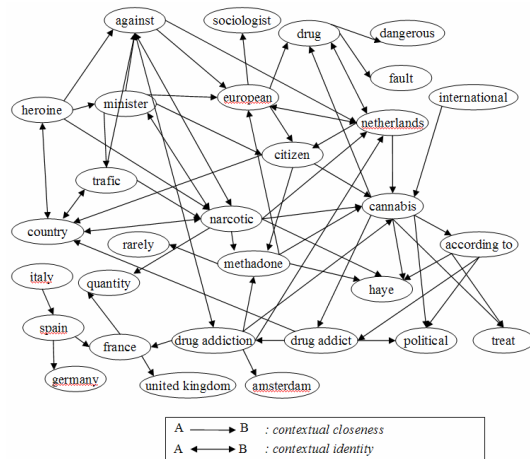 against
sociologist
drug
dangerous
fault
heroine
minister
european
international
netherlands
citizen
trafic
cannabis
country
narcotic
rarely
methadone
according to
italy
quantity
haye
spain
france
drug addiction
drug addict
political
treat
germany
united kingdom
amsterdam
A B : contextual closeness
A B : contextual identity